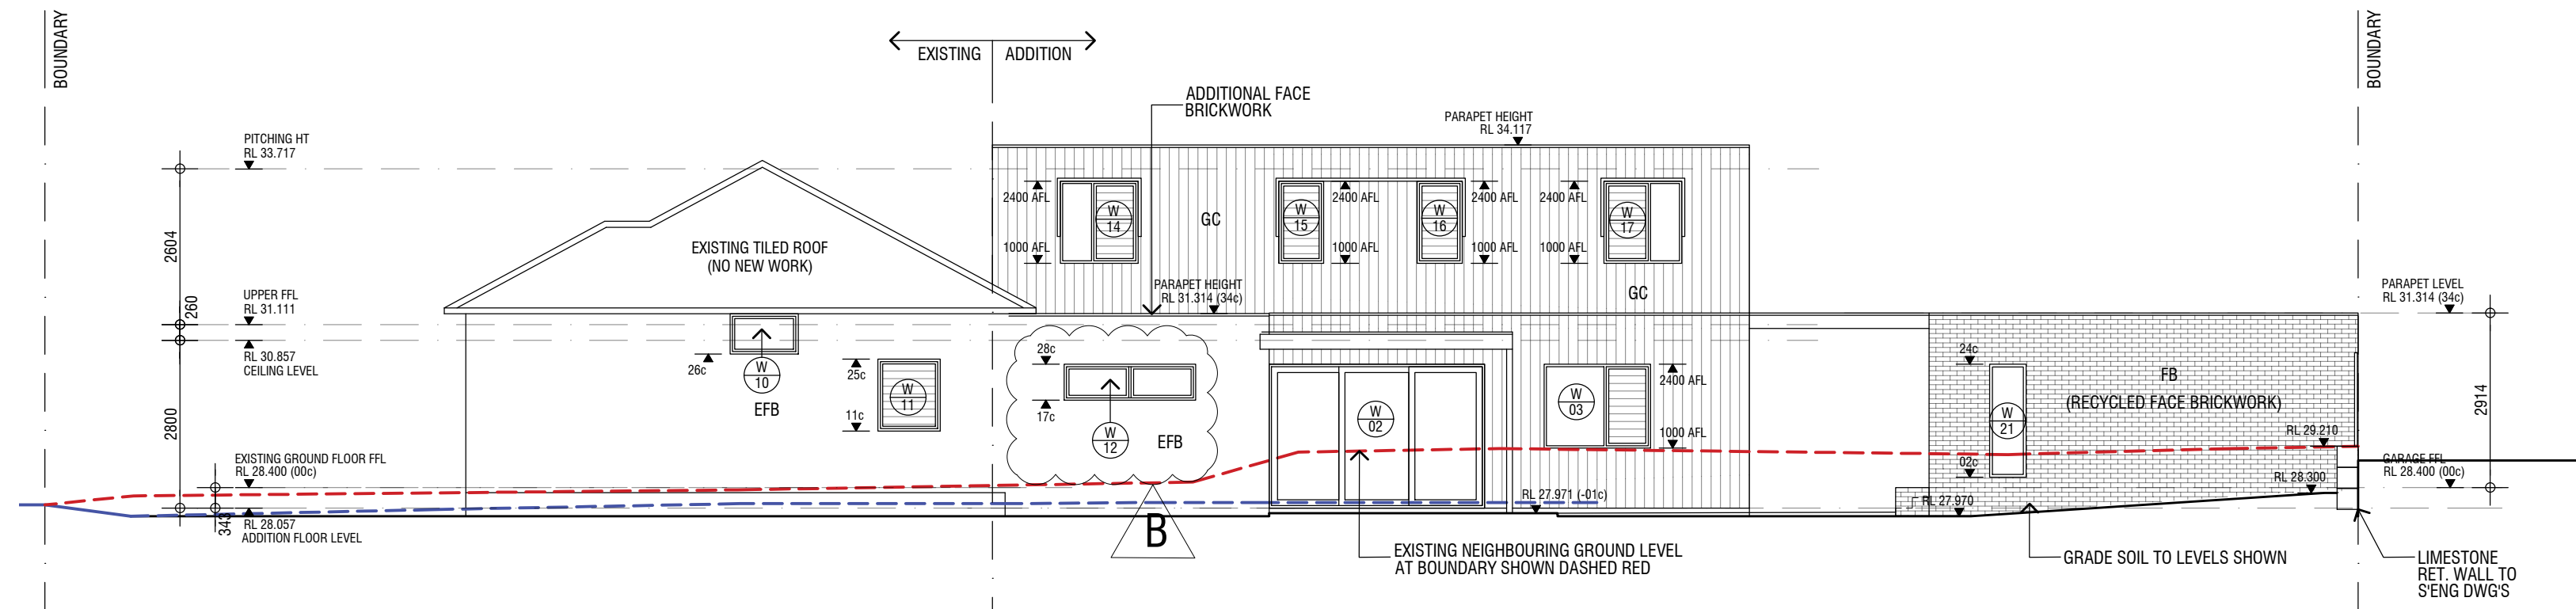 BOUNDARY
EXISTING
ADDITION
BOUNDARY
ADDITIONAL FACE
BRICKWORK
PARAPET HEIGHT
RL 34.117
PITCHING HT
RL 33.717
2604
260
2800
343
UPPER FFL
RL 31.111
RL 30.857
CEILING LEVEL
EXISTING GROUND FLOOR FFL
RL 28.400 (00c)
RL 28.057
ADDITION FLOOR LEVEL
EXISTING TILED ROOF
(NO NEW WORK)
26c
W
10
EFB
25c
11c
W
11
2400 AFL
1000 AFL
W
14
GC
W
15
2400 AFL
1000 AFL
W
16
2400 AFL
1000 AFL
2400 AFL
1000 AFL
W
17
GC
PARAPET HEIGHT
RL 31.314 (34c)
28c
17c
W
12
EFB
B
W
02
W
03
2400 AFL
1000 AFL
RL 27.971 (-01c)
EXISTING NEIGHBOURING GROUND LEVEL
AT BOUNDARY SHOWN DASHED RED
24c
02c
W
21
FB
(RECYCLED FACE BRICKWORK)
RL 29.210
RL 28.300
RL 27.970
GRADE SOIL TO LEVELS SHOWN
PARAPET LEVEL
RL 31.314 (34c)
2914
GARAGE FFL
RL 28.400 (00c)
LIMESTONE
RET. WALL TO
S'ENG DWG'S